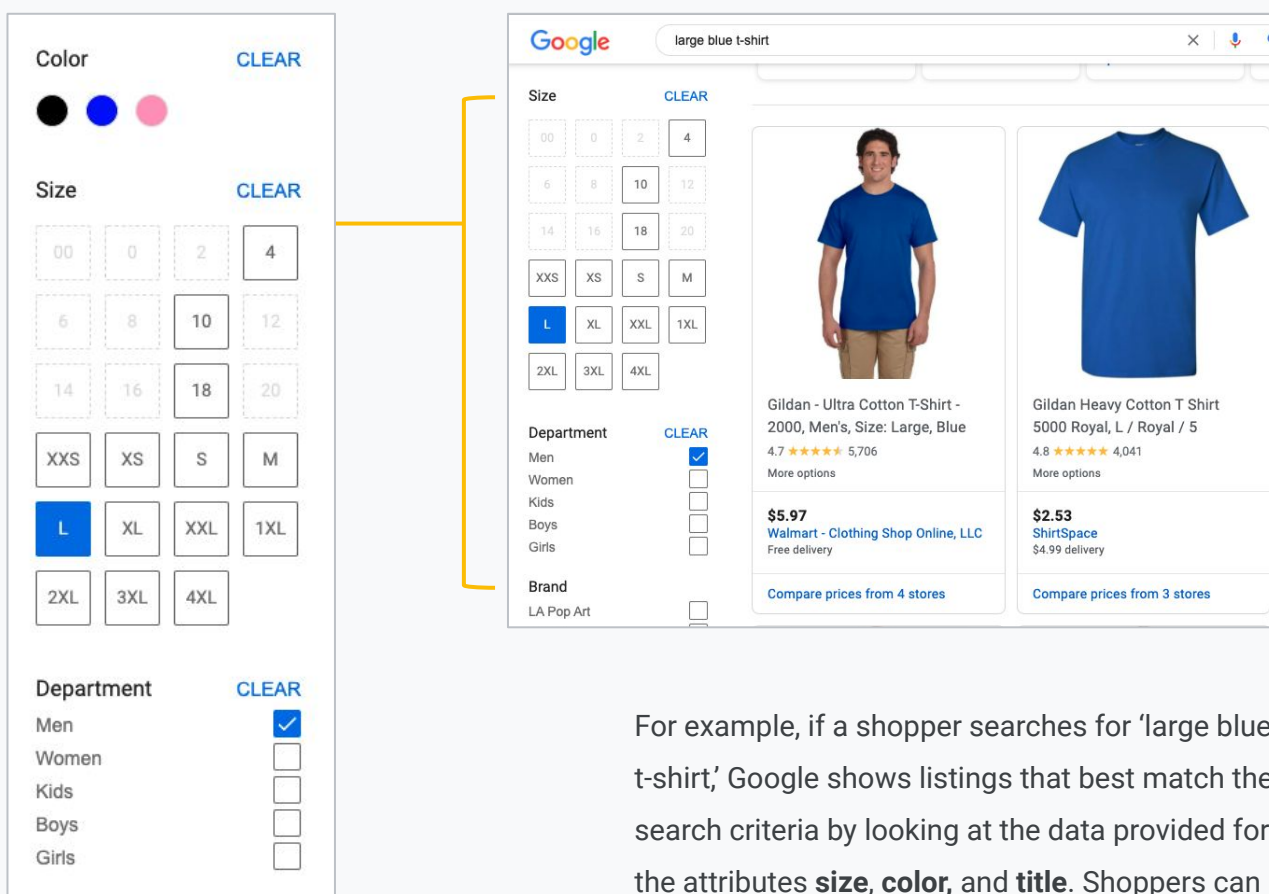 Color CLEAR
Size CLEAR
00 0 2 4
6 8 10 12
14 16 18 20
XXS XS S M
L XL XXL 1XL
2XL 3XL 4XL
Department CLEAR
Men
Women
Kids
Boys
Girls
Google large blue t-shirt
Size CLEAR
00 0 2 4
6 8 10 12
14 16 18 20
XXS XS S M
L XL XXL 1XL
2XL 3XL 4XL
Department CLEAR
Men
Women
Kids
Boys
Girls
Brand
LA Pop Art
Gildan - Ultra Cotton T-Shirt -
2000, Men's, Size: Large, Blue
4.7 ★★★★★ 5,706
More options
$5.97
Walmart - Clothing Shop Online, LLC
Free delivery
Compare prices from 4 stores
Gildan Heavy Cotton T Shirt
5000 Royal, L / Royal / 5
4.8 ★★★★★ 4,041
More options
$2.53
ShirtSpace
$4.99 delivery
Compare prices from 3 stores
For example, if a shopper searches for ‘large blue
t-shirt,’ Google shows listings that best match the
search criteria by looking at the data provided for
the attributes size, color, and title. Shoppers can